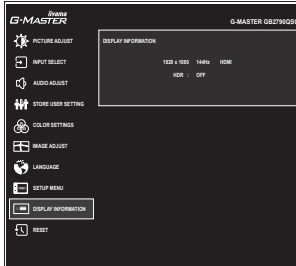 iiyama
G-MASTER
G-MASTER GB2790QSU
PICTURE ADJUST
DISPLAY INFORMATION
INPUT SELECT
1920 x 1080 144Hz HDMI
HDR : OFF
AUDIO ADJUST
STORE USER SETTING
COLOR SETTINGS
IMAGE ADJUST
LANGUAGE
SETUP MENU
DISPLAY INFORMATION
RESET